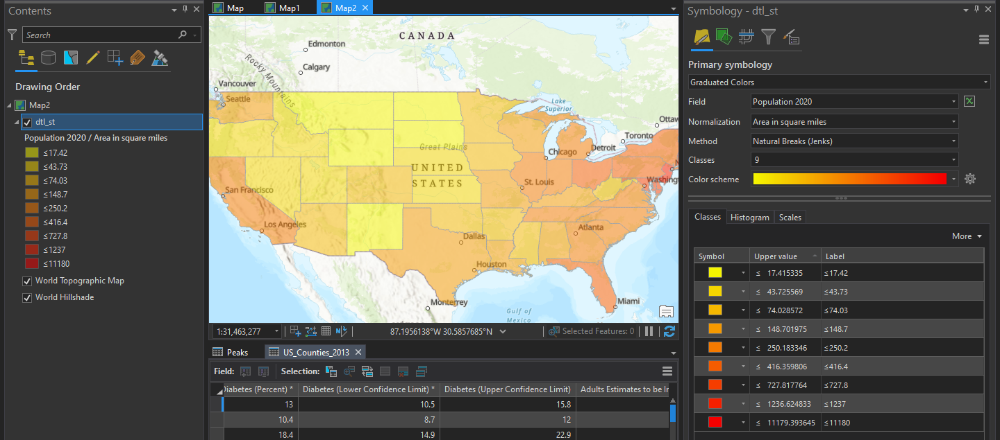 Contents
Search
Drawing Order
Map2
dtl_st
Population 2020 / Area in square miles
≤17.42
≤43.73
≤74.03
≤148.7
≤250.2
≤416.4
≤727.8
≤1237
≤11180
World Topographic Map
World Hillshade
Map Map1 Map2
CANADA
Edmonton
Calgary
Rocky Mountains
Vancouver
Seattle
Lake
Superior
Ottaw
Toronto
Great Plains
Chicago
Detroit
UNITED
STATES
St. Louis
Washing
San Francisco
Los Angeles
Atlanta
Dallas
Houston
Miami
Monterrey
Gulf of
Mexico
1:31,463,277
87.1956138°W 30.5857685°N
Selected Features: 0
Peaks US_Counties_2013
Field: Selection:
iabetes (Percent) * Diabetes (Lower Confidence Limit) * Diabetes (Upper Confidence Limit) Adults Estimates to be Ir
13 10.5 15.8
10.4 8.7 12
18.4 14.9 22.9
Symbology - dtl_st
Primary symbology
Graduated Colors
Field Population 2020
Normalization Area in square miles
Method Natural Breaks (Jenks)
Classes 9
Color scheme
Classes Histogram Scales
More
Symbol Upper value Label
≤ 17.415335 ≤17.42
≤ 43.725569 ≤43.73
≤ 74.028572 ≤74.03
≤ 148.701975 ≤148.7
≤ 250.183346 ≤250.2
≤ 416.359806 ≤416.4
≤ 727.817764 ≤727.8
≤ 1236.624833 ≤1237
≤ 11179.393645 ≤11180